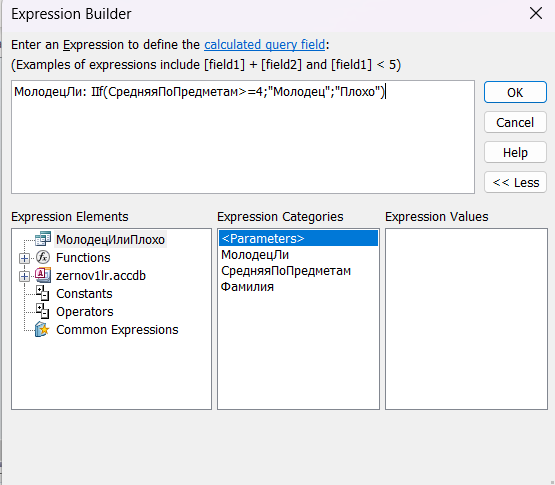 Expression Builder
Enter an Expression to define the calculated query field:
(Examples of expressions include [field1] + [field2] and [field1] < 5)
МолодецЛи: IIf(СредняяПоПредметам>=4;"Молодец";"Плохо")
OK
Cancel
Help
<< Less
Expression Elements
Expression Categories
Expression Values
МолодецИлиПлохо
Functions
zernov1lr.accdb
Constants
Operators
Common Expressions
<Parameters>
МолодецЛи
СредняяПоПредметам
Фамилия